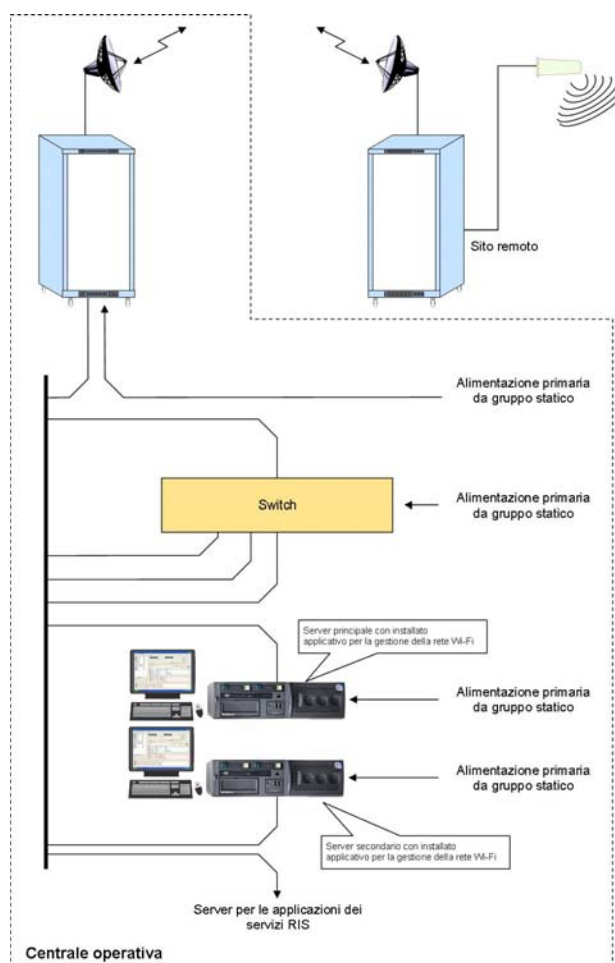 Sito remoto
Alimentazione primaria
da gruppo statico
Switch
Alimentazione primaria
da gruppo statico
Server principale con installato
applicativo per la gestione della rete Wi-Fi
Alimentazione primaria
da gruppo statico
Alimentazione primaria
da gruppo statico
Server secondario con installato
applicativo per la gestione della rete Wi-Fi
Server per le applicazioni dei
servizi RIS
Centrale operativa